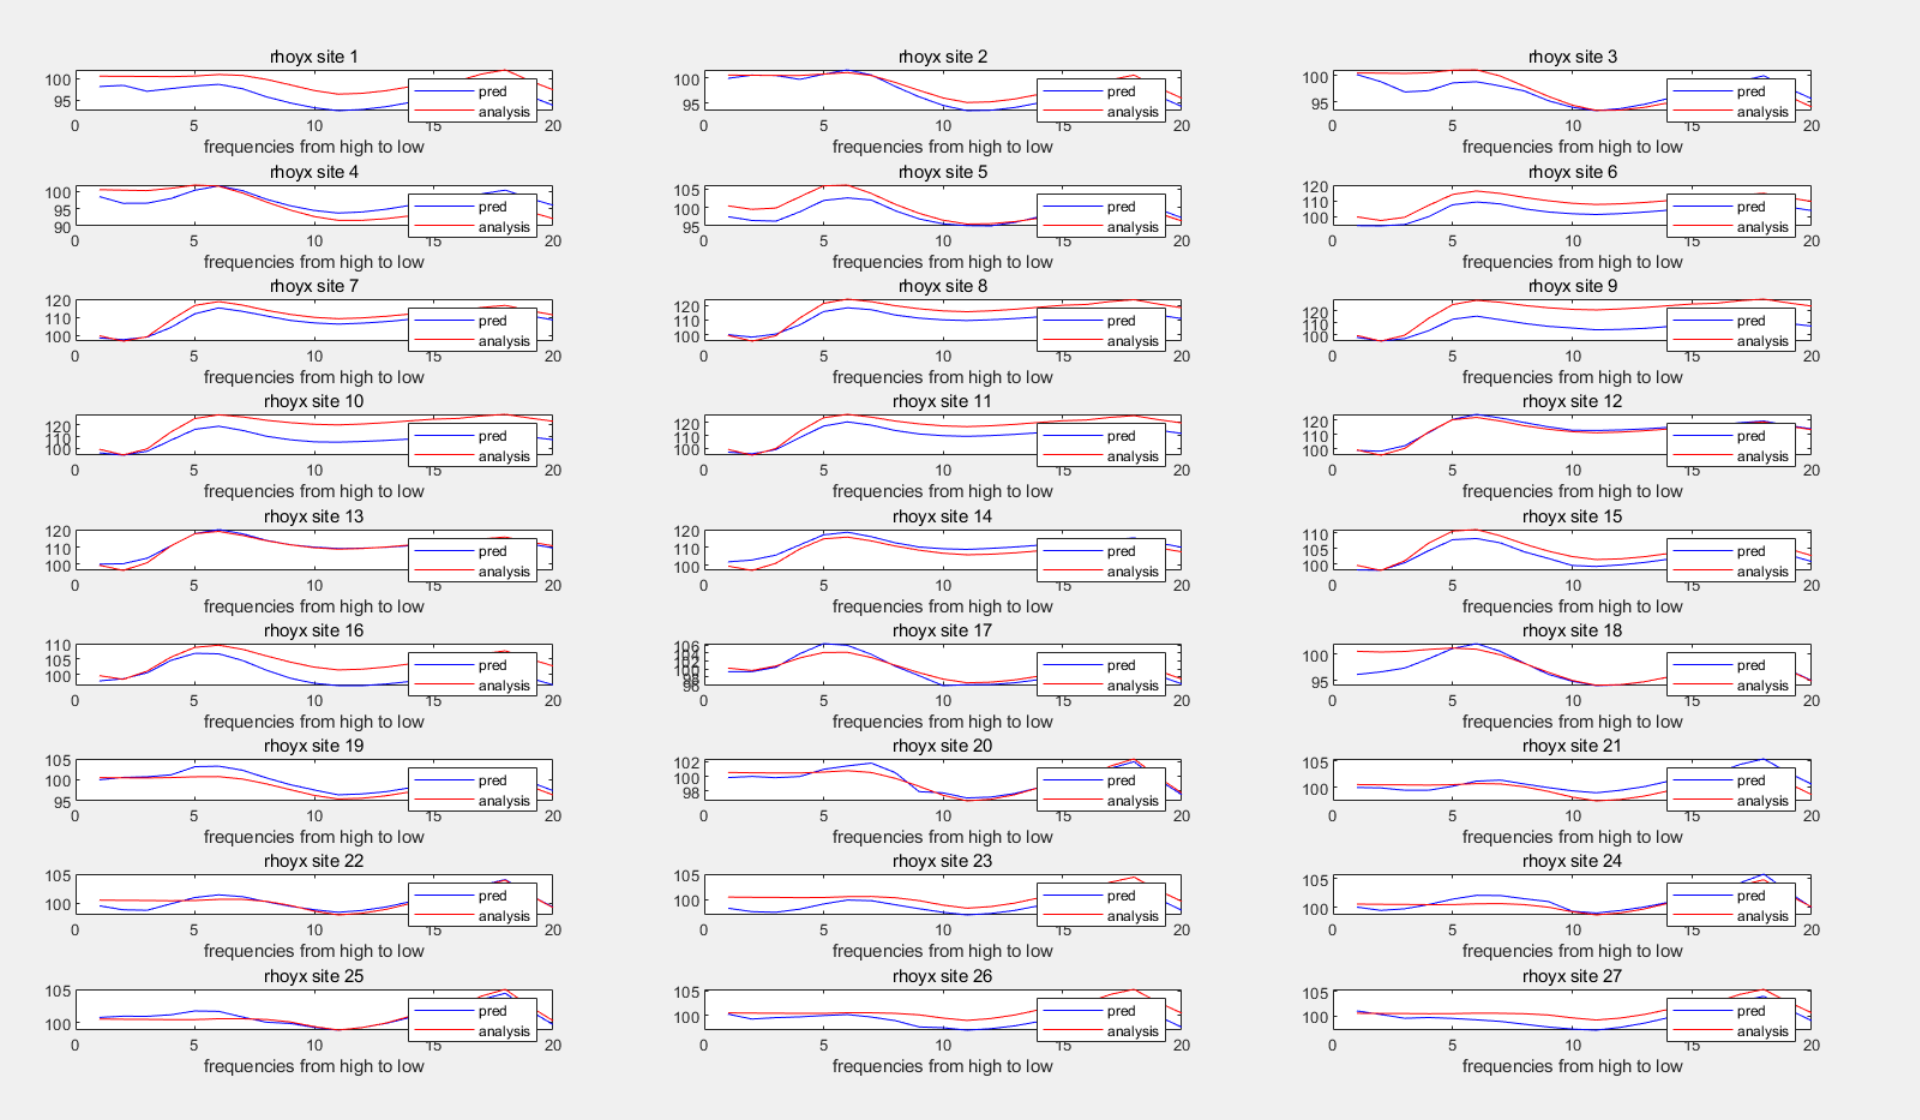 rhoyx site 1
100
95
pred
analysis
0 5 10 15 20
frequencies from high to low
rhoyx site 2
100
95
pred
analysis
0 5 10 15 20
frequencies from high to low
rhoyx site 3
100
95
pred
analysis
0 5 10 15 20
frequencies from high to low
rhoyx site 4
100
95
90
pred
analysis
0 5 10 15 20
frequencies from high to low
rhoyx site 5
105
100
95
pred
analysis
0 5 10 15 20
frequencies from high to low
rhoyx site 6
120
110
100
pred
analysis
0 5 10 15 20
frequencies from high to low
rhoyx site 7
120
110
100
pred
analysis
0 5 10 15 20
frequencies from high to low
rhoyx site 8
120
110
100
pred
analysis
0 5 10 15 20
frequencies from high to low
rhoyx site 9
120
110
100
pred
analysis
0 5 10 15 20
frequencies from high to low
rhoyx site 10
120
110
100
pred
analysis
0 5 10 15 20
frequencies from high to low
rhoyx site 11
120
110
100
pred
analysis
0 5 10 15 20
frequencies from high to low
rhoyx site 12
120
110
100
pred
analysis
0 5 10 15 20
frequencies from high to low
rhoyx site 13
120
110
100
pred
analysis
0 5 10 15 20
frequencies from high to low
rhoyx site 14
120
110
100
pred
analysis
0 5 10 15 20
frequencies from high to low
rhoyx site 15
110
105
100
pred
analysis
0 5 10 15 20
frequencies from high to low
rhoyx site 16
110
105
100
pred
analysis
0 5 10 15 20
frequencies from high to low
rhoyx site 17
106
104
102
100
98
96
pred
analysis
0 5 10 15 20
frequencies from high to low
rhoyx site 18
100
95
pred
analysis
0 5 10 15 20
frequencies from high to low
rhoyx site 19
105
100
95
pred
analysis
0 5 10 15 20
frequencies from high to low
rhoyx site 20
102
100
98
pred
analysis
0 5 10 15 20
frequencies from high to low
rhoyx site 21
105
100
pred
analysis
0 5 10 15 20
frequencies from high to low
rhoyx site 22
105
100
pred
analysis
0 5 10 15 20
frequencies from high to low
rhoyx site 23
105
100
pred
analysis
0 5 10 15 20
frequencies from high to low
rhoyx site 24
105
100
pred
analysis
0 5 10 15 20
frequencies from high to low
rhoyx site 25
105
100
pred
analysis
0 5 10 15 20
frequencies from high to low
rhoyx site 26
105
100
pred
analysis
0 5 10 15 20
frequencies from high to low
rhoyx site 27
105
100
pred
analysis
0 5 10 15 20
frequencies from high to low